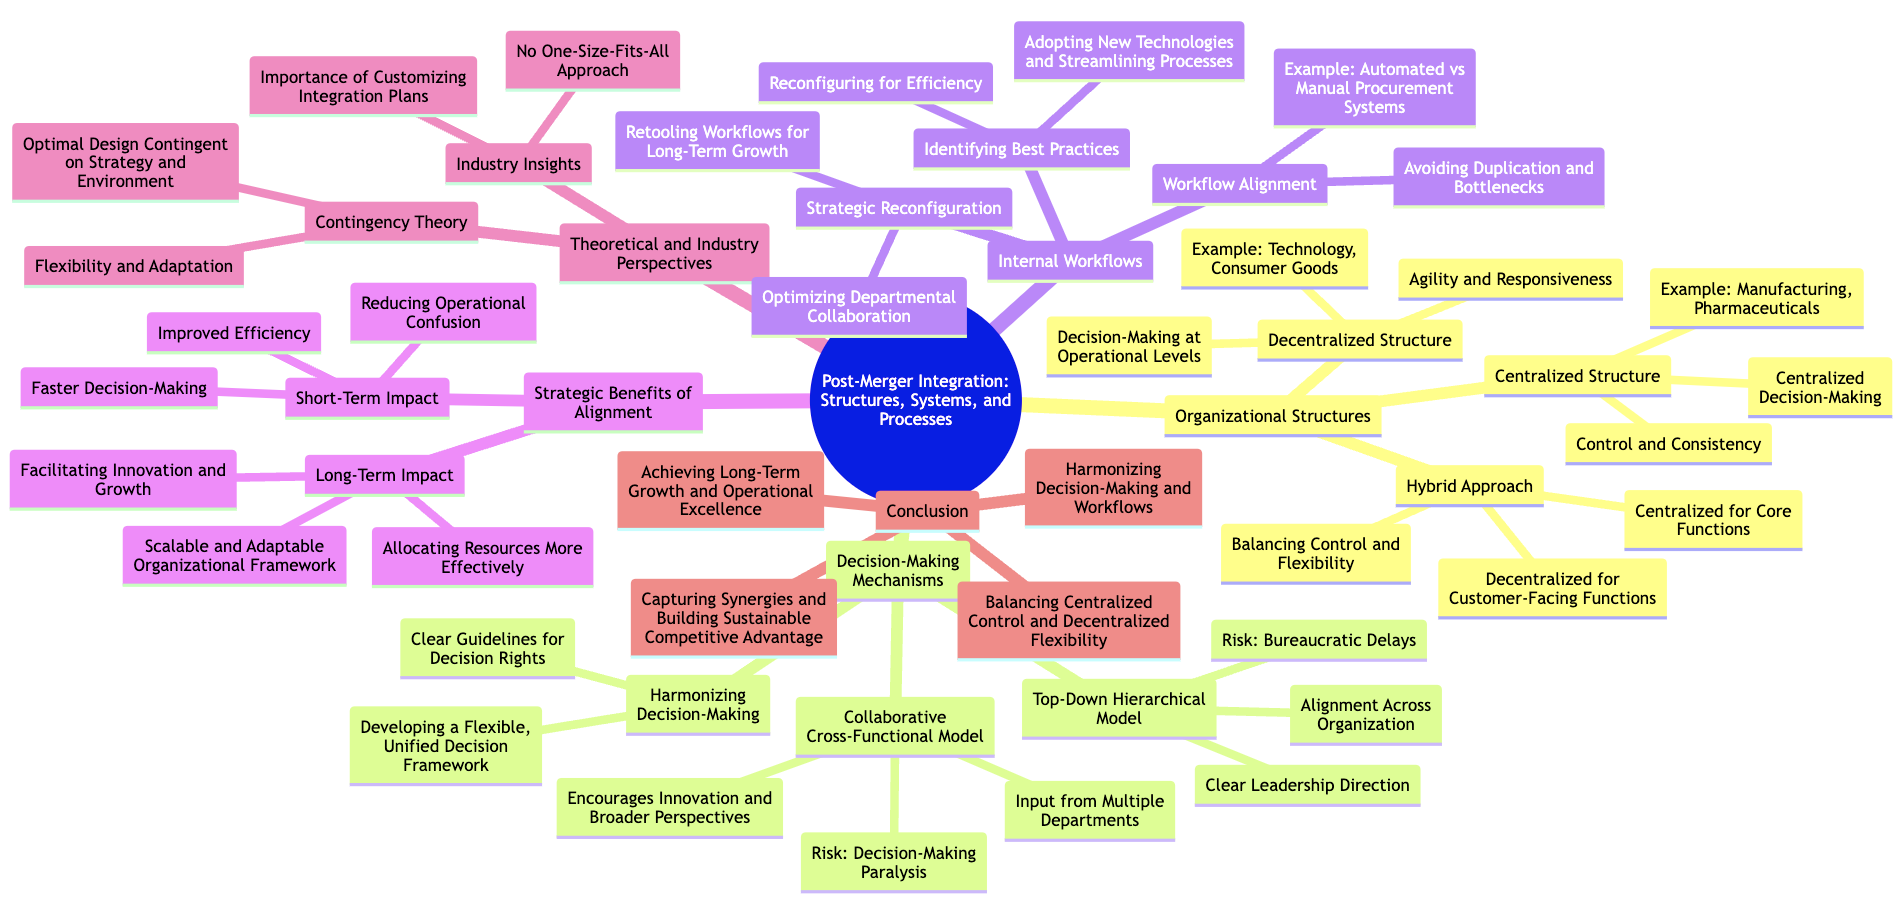 Post-Merger Integration:
Structures, Systems, and
Processes
Organizational Structures
Centralized Structure
Example: Manufacturing,
Pharmaceuticals
Centralized
Decision-Making
Control and Consistency
Decentralized Structure
Example: Technology,
Consumer Goods
Agility and Responsiveness
Decision-Making at
Operational Levels
Hybrid Approach
Centralized for Core
Functions
Decentralized for
Customer-Facing Functions
Balancing Control and
Flexibility
Decision-Making
Mechanisms
Top-Down Hierarchical
Model
Risk: Bureaucratic Delays
Alignment Across
Organization
Clear Leadership Direction
Collaborative
Cross-Functional Model
Input from Multiple
Departments
Risk: Decision-Making
Paralysis
Encourages Innovation and
Broader Perspectives
Harmonizing
Decision-Making
Clear Guidelines for
Decision Rights
Developing a Flexible,
Unified Decision
Framework
Internal Workflows
Workflow Alignment
Example: Automated vs
Manual Procurement
Systems
Avoiding Duplication and
Bottlenecks
Identifying Best Practices
Adopting New Technologies
and Streamlining Processes
Reconfiguring for Efficiency
Strategic Reconfiguration
Retooling Workflows for
Long-Term Growth
Optimizing Departmental
Collaboration
Theoretical and Industry
Perspectives
Industry Insights
No One-Size-Fits-All
Approach
Importance of Customizing
Integration Plans
Contingency Theory
Optimal Design Contingent
on Strategy and
Environment
Flexibility and Adaptation
Strategic Benefits of
Alignment
Short-Term Impact
Reducing Operational
Confusion
Improved Efficiency
Faster Decision-Making
Long-Term Impact
Facilitating Innovation and
Growth
Scalable and Adaptable
Organizational Framework
Allocating Resources More
Effectively
Conclusion
Achieving Long-Term
Growth and Operational
Excellence
Harmonizing
Decision-Making and
Workflows
Capturing Synergies and
Building Sustainable
Competitive Advantage
Balancing Centralized
Control and Decentralized
Flexibility